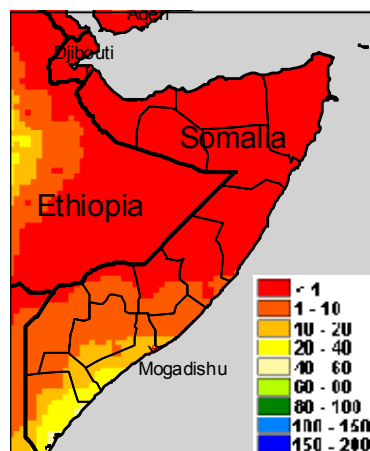 Aden
Djibouti
Somalia
Ethiopia
Mogadishu
< 1
1 - 10
10 - 20
20 - 40
40 - 60
60 - 80
80 - 100
100 - 150
150 - 200